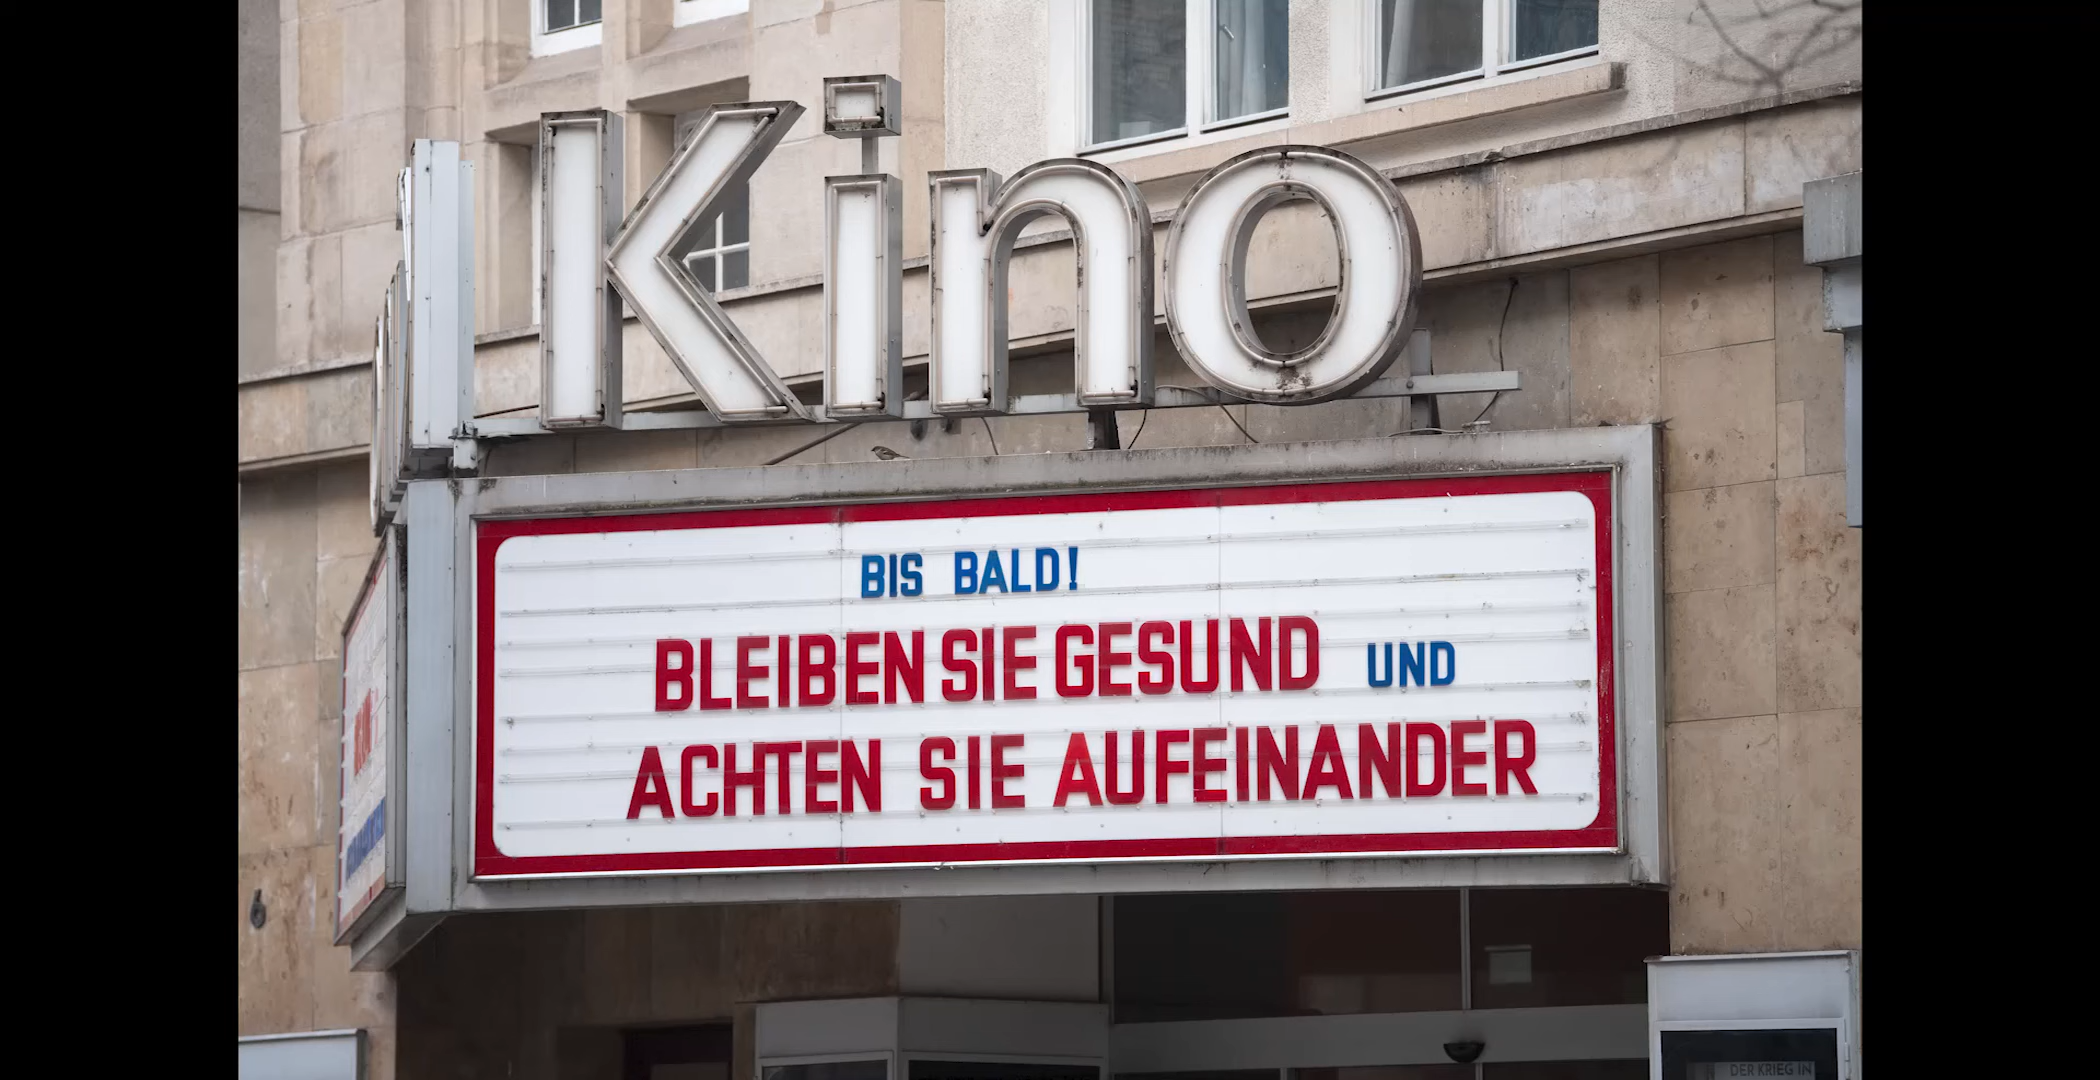 Kino
BIS BALD!
BLEIBEN SIE GESUND UND
ACHTEN SIE AUFEINANDER
DER KRIEG IN